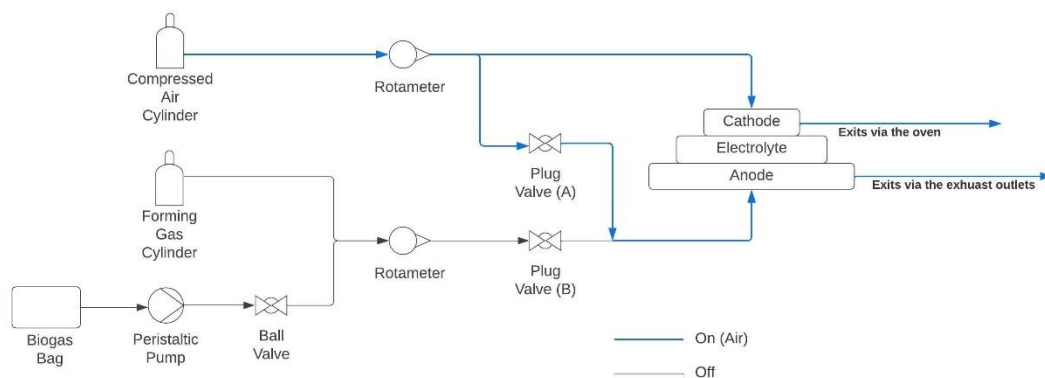 Compressed
Air
Cylinder
Rotameter
Cathode
Exits via the oven
Electrolyte
Anode
Exits via the exhuast outlets
Plug
Valve (A)
Forming
Gas
Cylinder
Rotameter
Plug
Valve (B)
Biogas
Bag
Peristaltic
Pump
Ball
Valve
On (Air)
Off